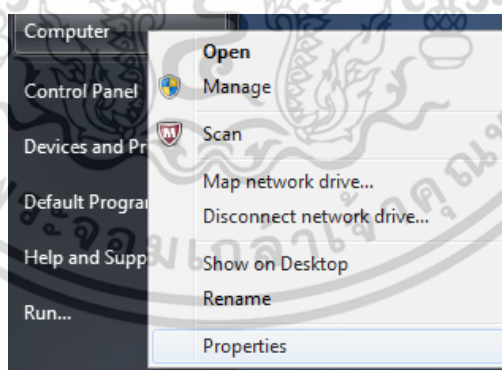 Computer
Control Panel
Devices and Pr
Default Progra
Help and Supp
Run...
Open
Manage
Scan
Map network drive...
Disconnect network drive...
Show on Desktop
Rename
Properties